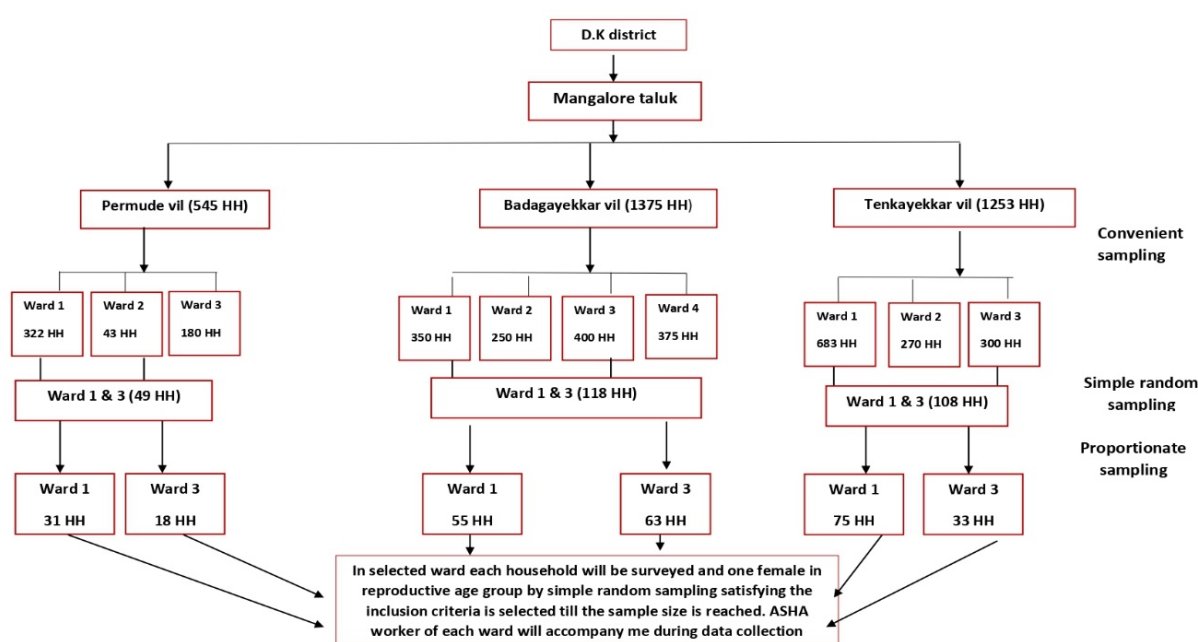 D.K district
Mangalore taluk
Permude vil (545 HH)
Badagayekkar vil (1375 HH)
Tenkayekkar vil (1253 HH)
Convenient
sampling
Ward 1
322 HH
Ward 2
43 HH
Ward 3
180 HH
Ward 1
350 HH
Ward 2
250 HH
Ward 3
400 HH
Ward 4
375 HH
Ward 1
683 HH
Ward 2
270 HH
Ward 3
300 HH
Ward 1 & 3 (49 HH)
Ward 1 & 3 (118 HH)
Ward 1 & 3 (108 HH)
Simple random
sampling
Proportionate
sampling
Ward 1
31 HH
Ward 3
18 HH
Ward 1
55 HH
Ward 3
63 HH
Ward 1
75 HH
Ward 3
33 HH
In selected ward each household will be surveyed and one female in
reproductive age group by simple random sampling satisfying the
inclusion criteria is selected till the sample size is reached. ASHA
worker of each ward will accompany me during data collection